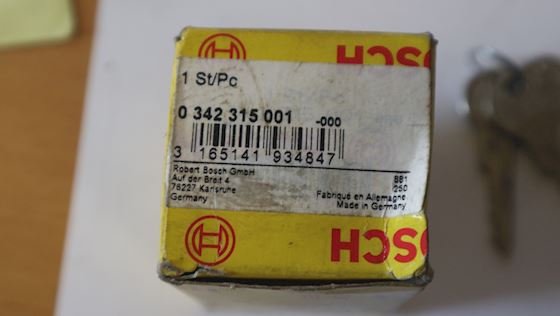 BOSCH
1 St/Pc
0 342 315 001 -000
3 165141 934847
Robert Bosch GmbH
Auf der Breit 4
76227 Karlsruhe
Germany
BB1
250
Fabriqué en Allemagne
Made in Germany
BOSCH